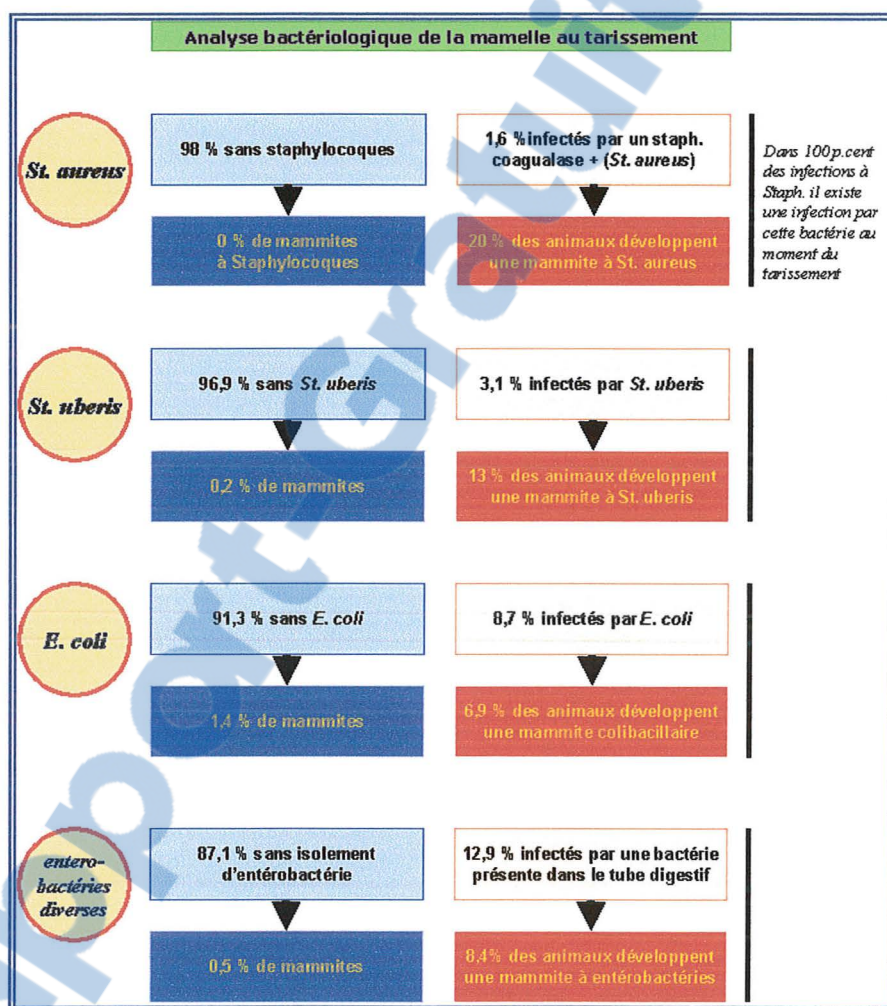 Analyse bactériologique de la mamelle au tarissement
St. aureus
98 % sans staphylocoques
1,6 % infectés par un staph.
coagualase + (St. aureus)
0 % de mammites
à Staphylocoques
20 % des animaux développent
une mammite à St. aureus
Dans 100 p.cent
des infections à
Staph. il existe
une infection par
cette bactérie au
moment du
tarissement
St. uberis
96,9 % sans St. uberis
3,1 % infectés par St. uberis
0,2 % de mammites
13 % des animaux développent
une mammite à St. uberis
E. coli
91,3 % sans E. coli
8,7 % infectés par E. coli
1,4 % de mammites
6,9 % des animaux développent
une mammite colibacillaire
entero-
bactéries
diverses
87,1 % sans isolement
d'entérobactérie
12,9 % infectés par une bactérie
présente dans le tube digestif
0,5 % de mammites
8,4% des animaux développent
une mammite à entérobactéries
pport-Gratuit